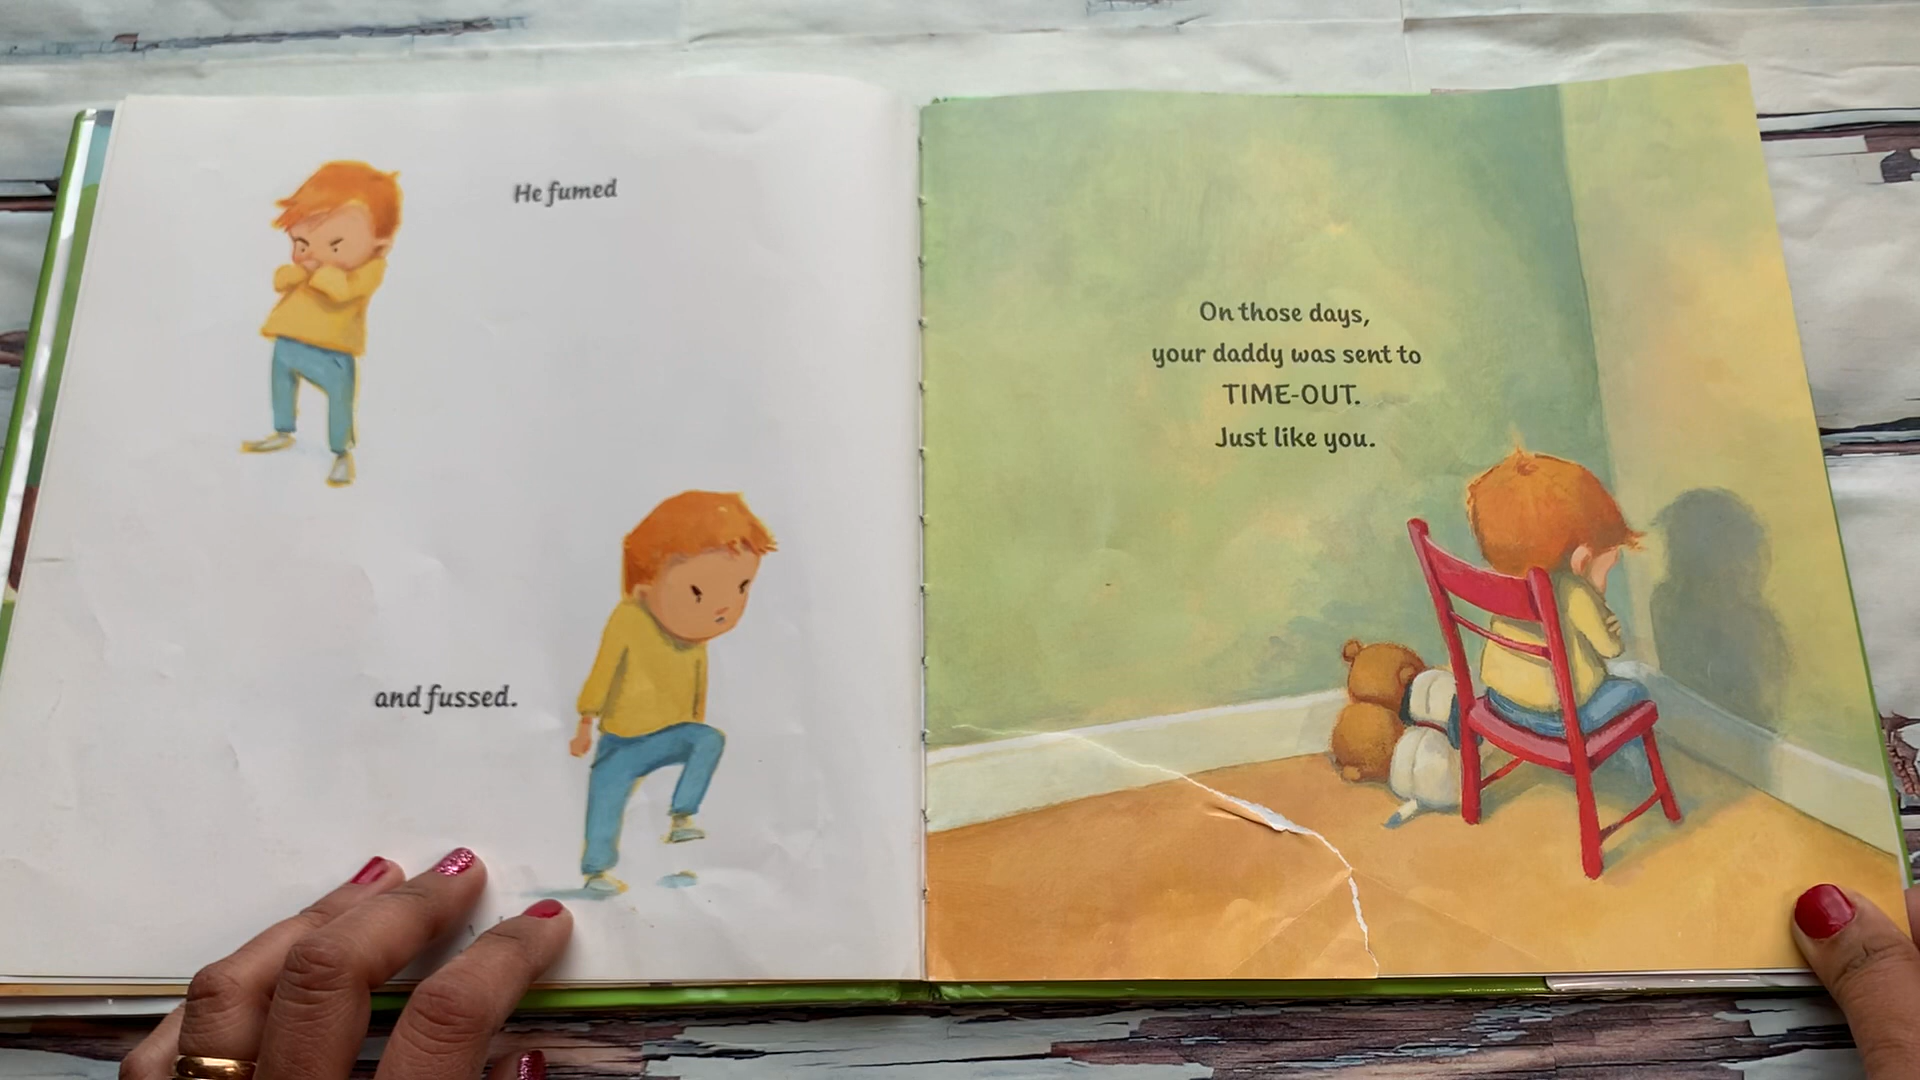 He fumed
and fussed.
On those days,
your daddy was sent to
TIME-OUT.
Just like you.